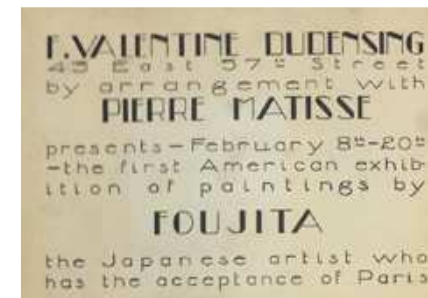 F. VALENTINE DUDENSING
43 East 57th Street
by arrangement with
PIERRE MATISSE
presents—February 8th–20th
—the first American exhib-
ition of paintings by
FOUJITA
the Japanese artist who
has the acceptance of Paris